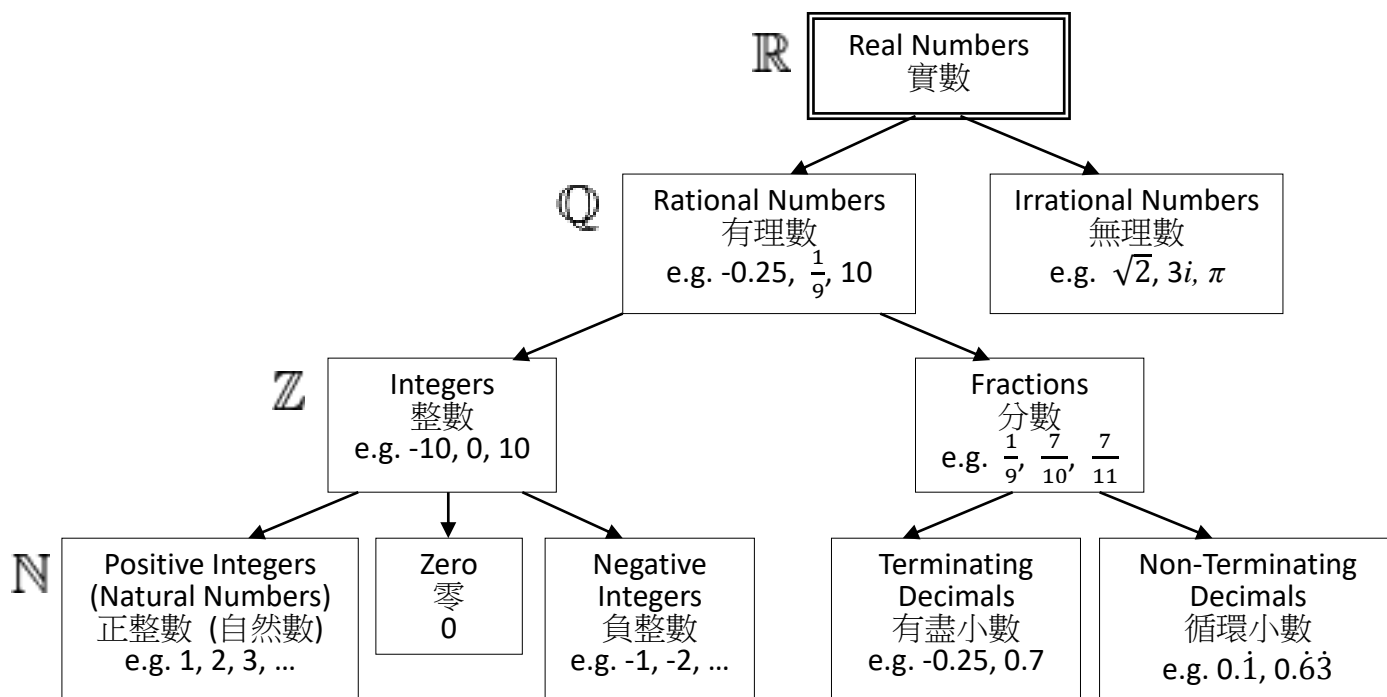 ℝ
Real Numbers
實數
ℚ
Rational Numbers
有理數
e.g. -0.25, 1/9, 10
Irrational Numbers
無理數
e.g. √2, 3i, π
ℤ
Integers
整數
e.g. -10, 0, 10
Fractions
分數
e.g. 1/9, 7/10, 7/11
ℕ
Positive Integers
(Natural Numbers)
正整數 (自然數)
e.g. 1, 2, 3, ...
Zero
零
0
Negative
Integers
負整數
e.g. -1, -2, ...
Terminating
Decimals
有盡小數
e.g. -0.25, 0.7
Non-Terminating
Decimals
循環小數
e.g. 0.1̇, 0.6̇3̇